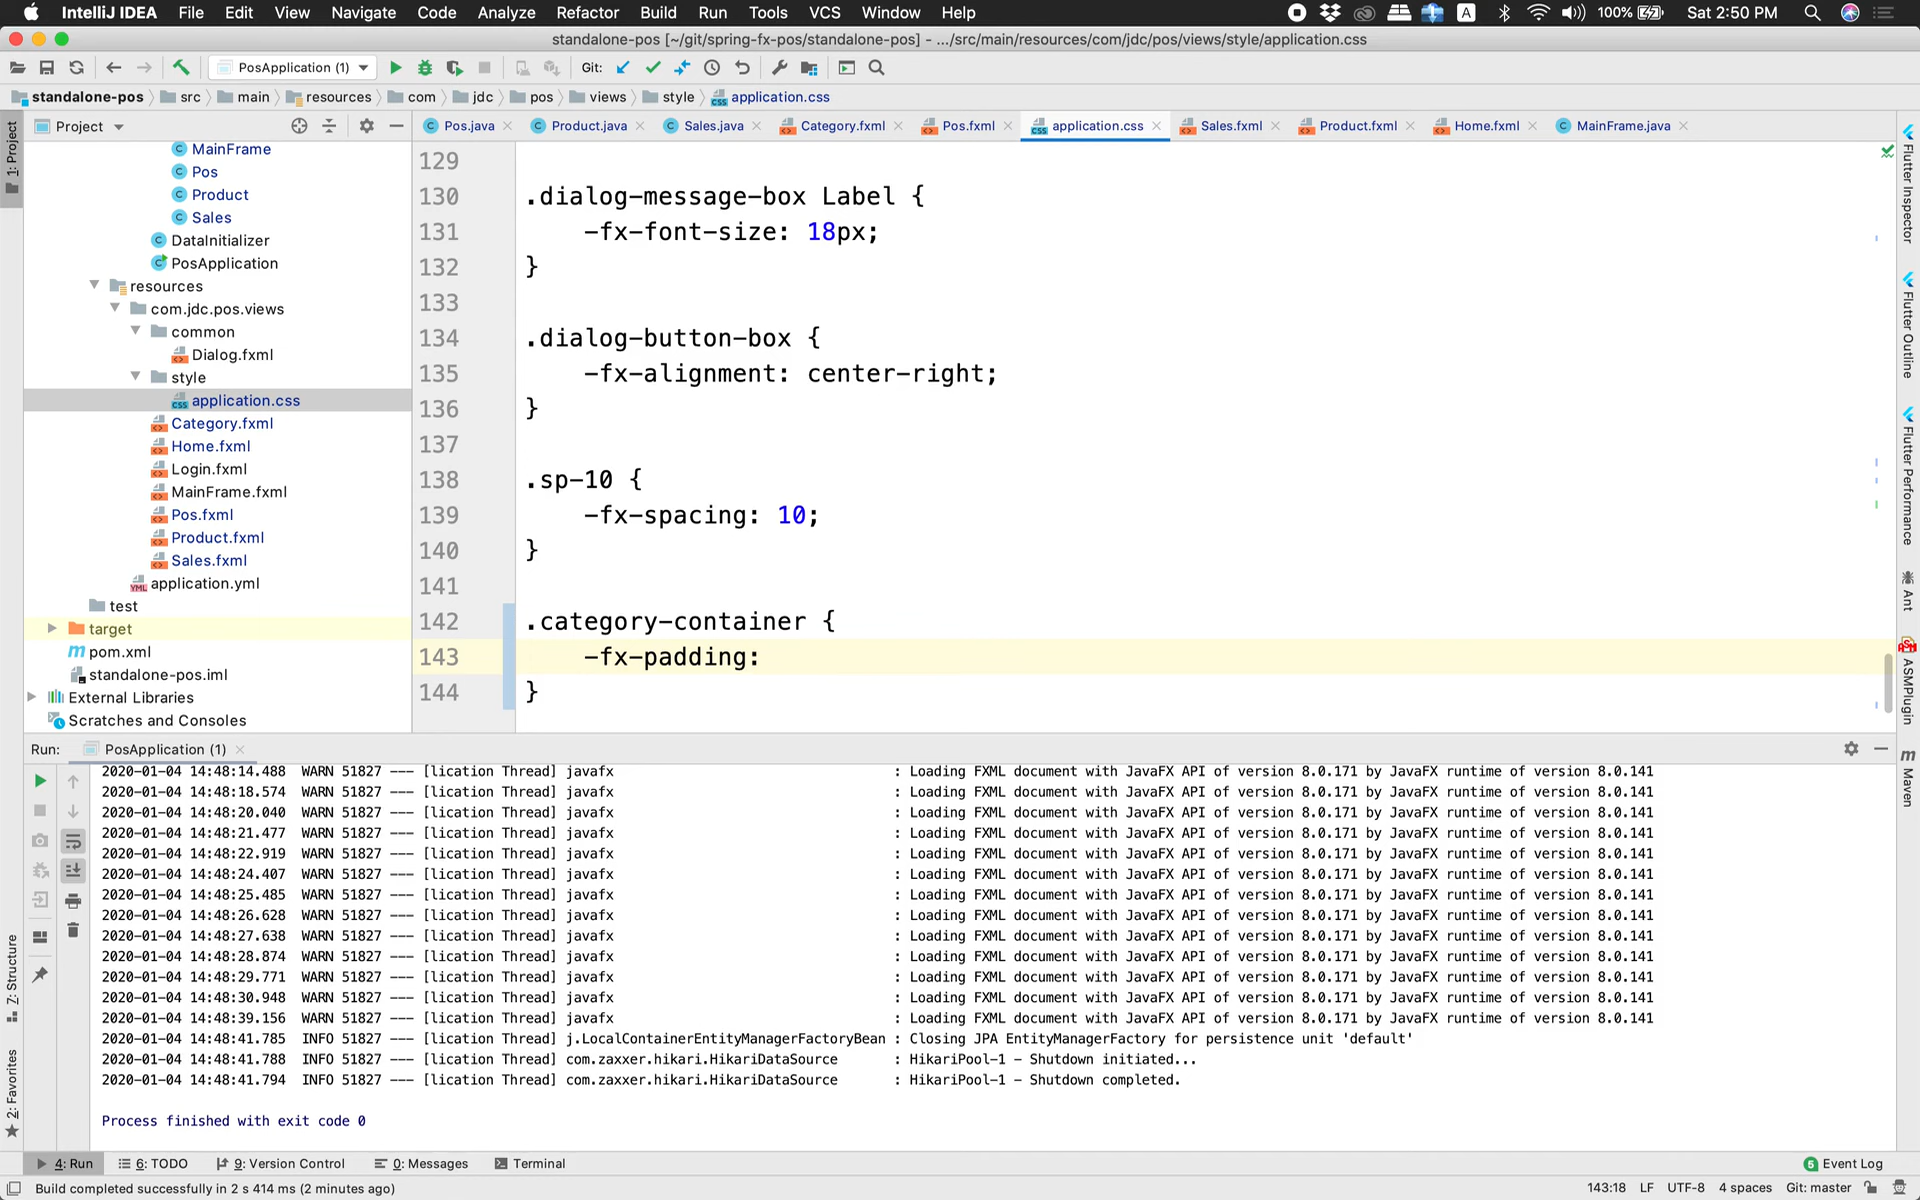 IntelliJ IDEA File Edit View Navigate Code Analyze Refactor Build Run Tools VCS Window Help 100% Sat 2:50 PM
standalone-pos [~/git/spring-fx-pos/standalone-pos] - .../src/main/resources/com/jdc/pos/views/style/application.css
PosApplication (1) Git:
standalone-pos src main resources com jdc pos views style application.css
Project
Pos.java Product.java Sales.java Category.fxml Pos.fxml application.css Sales.fxml Product.fxml Home.fxml MainFrame.java
1: Project
MainFrame
Pos
Product
Sales
DataInitializer
PosApplication
resources
com.jdc.pos.views
common
Dialog.fxml
style
application.css
Category.fxml
Home.fxml
Login.fxml
MainFrame.fxml
Pos.fxml
Product.fxml
Sales.fxml
application.yml
test
target
pom.xml
standalone-pos.iml
External Libraries
Scratches and Consoles
129
130 .dialog-message-box Label {
131 -fx-font-size: 18px;
132 }
133
134 .dialog-button-box {
135 -fx-alignment: center-right;
136 }
137
138 .sp-10 {
139 -fx-spacing: 10;
140 }
141
142 .category-container {
143 -fx-padding:
144 }
Flutter Inspector
Flutter Outline
Flutter Performance
Ant
ASMPlugin
Maven
Run: PosApplication (1)
2020-01-04 14:48:14.488 WARN 51827 --- [lication Thread] javafx : Loading FXML document with JavaFX API of version 8.0.171 by JavaFX runtime of version 8.0.141
2020-01-04 14:48:18.574 WARN 51827 --- [lication Thread] javafx : Loading FXML document with JavaFX API of version 8.0.171 by JavaFX runtime of version 8.0.141
2020-01-04 14:48:20.040 WARN 51827 --- [lication Thread] javafx : Loading FXML document with JavaFX API of version 8.0.171 by JavaFX runtime of version 8.0.141
2020-01-04 14:48:21.477 WARN 51827 --- [lication Thread] javafx : Loading FXML document with JavaFX API of version 8.0.171 by JavaFX runtime of version 8.0.141
2020-01-04 14:48:22.919 WARN 51827 --- [lication Thread] javafx : Loading FXML document with JavaFX API of version 8.0.171 by JavaFX runtime of version 8.0.141
2020-01-04 14:48:24.407 WARN 51827 --- [lication Thread] javafx : Loading FXML document with JavaFX API of version 8.0.171 by JavaFX runtime of version 8.0.141
2020-01-04 14:48:25.485 WARN 51827 --- [lication Thread] javafx : Loading FXML document with JavaFX API of version 8.0.171 by JavaFX runtime of version 8.0.141
2020-01-04 14:48:26.628 WARN 51827 --- [lication Thread] javafx : Loading FXML document with JavaFX API of version 8.0.171 by JavaFX runtime of version 8.0.141
2020-01-04 14:48:27.638 WARN 51827 --- [lication Thread] javafx : Loading FXML document with JavaFX API of version 8.0.171 by JavaFX runtime of version 8.0.141
2020-01-04 14:48:28.874 WARN 51827 --- [lication Thread] javafx : Loading FXML document with JavaFX API of version 8.0.171 by JavaFX runtime of version 8.0.141
2020-01-04 14:48:29.771 WARN 51827 --- [lication Thread] javafx : Loading FXML document with JavaFX API of version 8.0.171 by JavaFX runtime of version 8.0.141
2020-01-04 14:48:30.948 WARN 51827 --- [lication Thread] javafx : Loading FXML document with JavaFX API of version 8.0.171 by JavaFX runtime of version 8.0.141
2020-01-04 14:48:39.156 WARN 51827 --- [lication Thread] javafx : Loading FXML document with JavaFX API of version 8.0.171 by JavaFX runtime of version 8.0.141
2020-01-04 14:48:41.785 INFO 51827 --- [lication Thread] j.LocalContainerEntityManagerFactoryBean : Closing JPA EntityManagerFactory for persistence unit 'default'
2020-01-04 14:48:41.788 INFO 51827 --- [lication Thread] com.zaxxer.hikari.HikariDataSource : HikariPool-1 - Shutdown initiated...
2020-01-04 14:48:41.794 INFO 51827 --- [lication Thread] com.zaxxer.hikari.HikariDataSource : HikariPool-1 - Shutdown completed.
Process finished with exit code 0
Z: Structure
2: Favorites
4: Run 6: TODO 9: Version Control 0: Messages Terminal 5 Event Log
Build completed successfully in 2 s 414 ms (2 minutes ago) 143:18 LF UTF-8 4 spaces Git: master